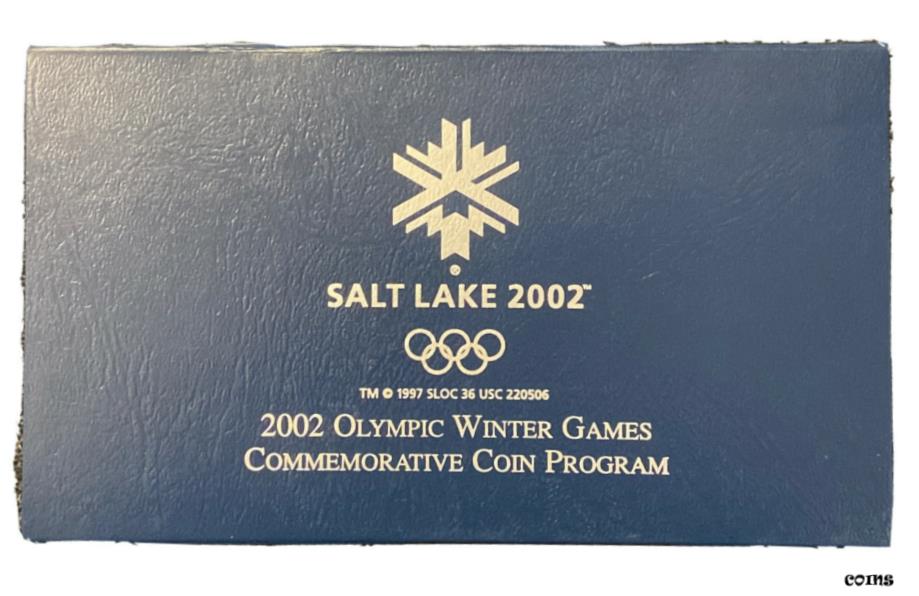 ®
SALT LAKE 2002™
TM © 1997 SLOC 36 USC 220506
2002 OLYMPIC WINTER GAMES
COMMEMORATIVE COIN PROGRAM
coins